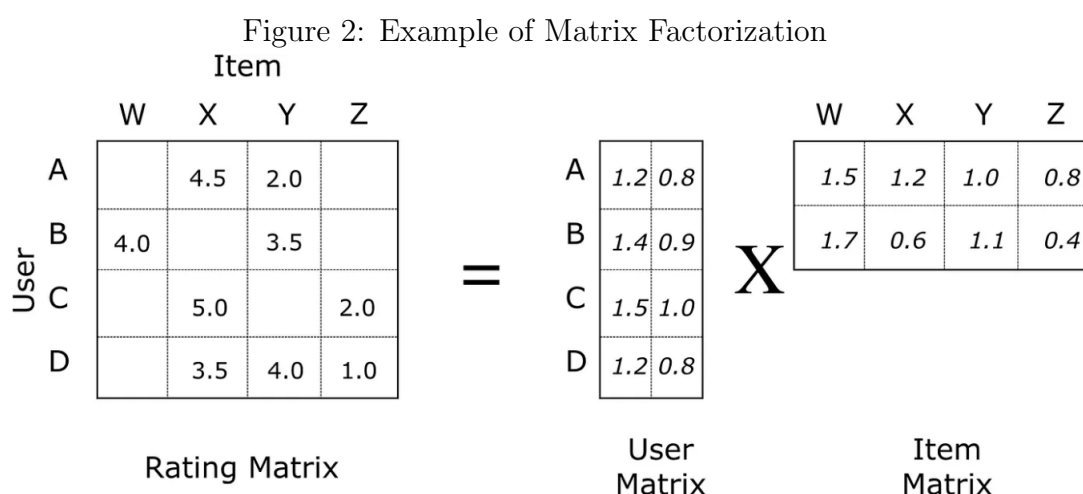 Figure 2: Example of Matrix Factorization
Item
W X Y Z
A 4.5 2.0
B 4.0 3.5
C 5.0 2.0
D 3.5 4.0 1.0
User
Rating Matrix
=
A 1.2 0.8
B 1.4 0.9
C 1.5 1.0
D 1.2 0.8
User
Matrix
X
W X Y Z
1.5 1.2 1.0 0.8
1.7 0.6 1.1 0.4
Item
Matrix